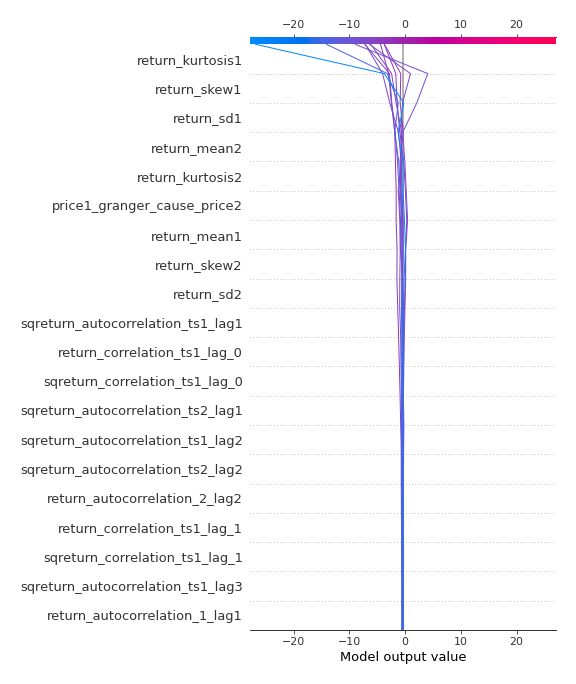 −20 −10 0 10 20
return_kurtosis1
return_skew1
return_sd1
return_mean2
return_kurtosis2
price1_granger_cause_price2
return_mean1
return_skew2
return_sd2
sqreturn_autocorrelation_ts1_lag1
return_correlation_ts1_lag_0
sqreturn_correlation_ts1_lag_0
sqreturn_autocorrelation_ts2_lag1
sqreturn_autocorrelation_ts1_lag2
sqreturn_autocorrelation_ts2_lag2
return_autocorrelation_2_lag2
return_correlation_ts1_lag_1
sqreturn_correlation_ts1_lag_1
sqreturn_autocorrelation_ts1_lag3
return_autocorrelation_1_lag1
−20 −10 0 10 20
Model output value